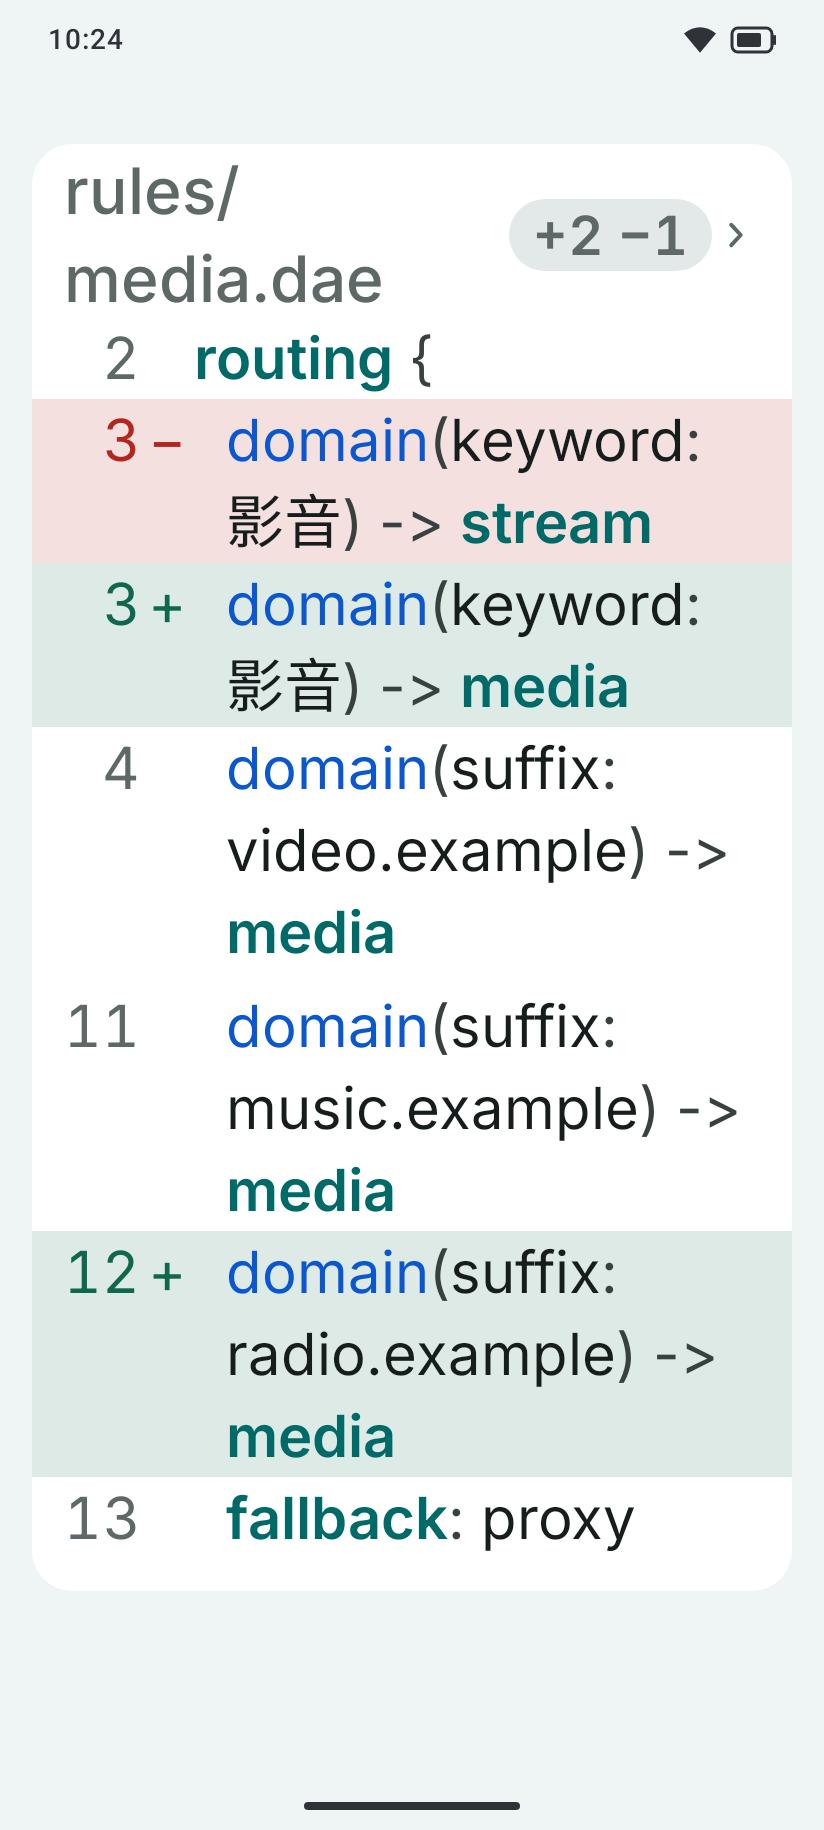 10:24
rules/
media.dae
+2 −1
2 routing {
3 − domain(keyword:
影音) -> stream
3 + domain(keyword:
影音) -> media
4 domain(suffix:
video.example) ->
media
11 domain(suffix:
music.example) ->
media
12 + domain(suffix:
radio.example) ->
media
13 fallback: proxy